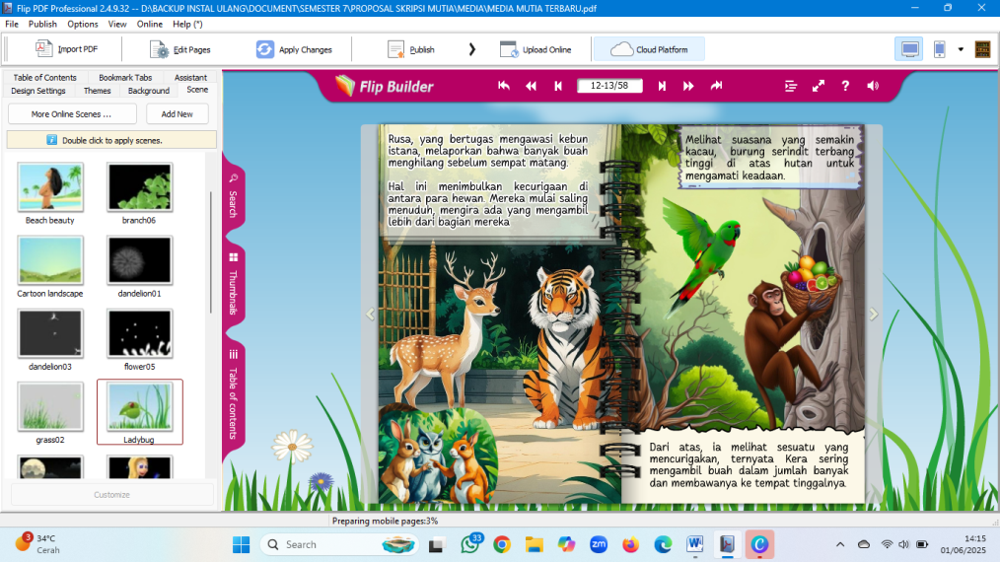 Flip PDF Professional 2.4.9.32 -- D:\BACKUP INSTAL ULANG\DOCUMENT\SEMESTER 7\PROPOSAL SKRIPSI MUTIA\MEDIA\MEDIA MUTIA TERBARU.pdf
File Publish Options View Online Help (*)
Import PDF Edit Pages Apply Changes Publish Upload Online Cloud Platform
Table of Contents Bookmark Tabs Assistant
Design Settings Themes Background Scene
More Online Scenes ... Add New
Double click to apply scenes.
Beach beauty branch06
Cartoon landscape dandelion01
dandelion03 flower05
grass02 Ladybug
Customize
Flip Builder
12-13/58
Search
Thumbnails
Table of contents
Rusa, yang bertugas mengawasi kebun
istana, melaporkan bahwa banyak buah
menghilang sebelum sempat matang.
Hal ini menimbulkan kecurigaan di
antara para hewan. Mereka mulai saling
menuduh, mengira ada yang mengambil
lebih dari bagian mereka
Melihat suasana yang semakin
kacau, burung serindit terbang
tinggi di atas hutan untuk
mengamati keadaan.
Dari atas, ia melihat sesuatu yang
mencurigakan, ternyata Kera sering
mengambil buah dalam jumlah banyak
dan membawanya ke tempat tinggalnya.
Preparing mobile pages:3%
3
34°C
Cerah
Search
33
zm
14:15
01/06/2025